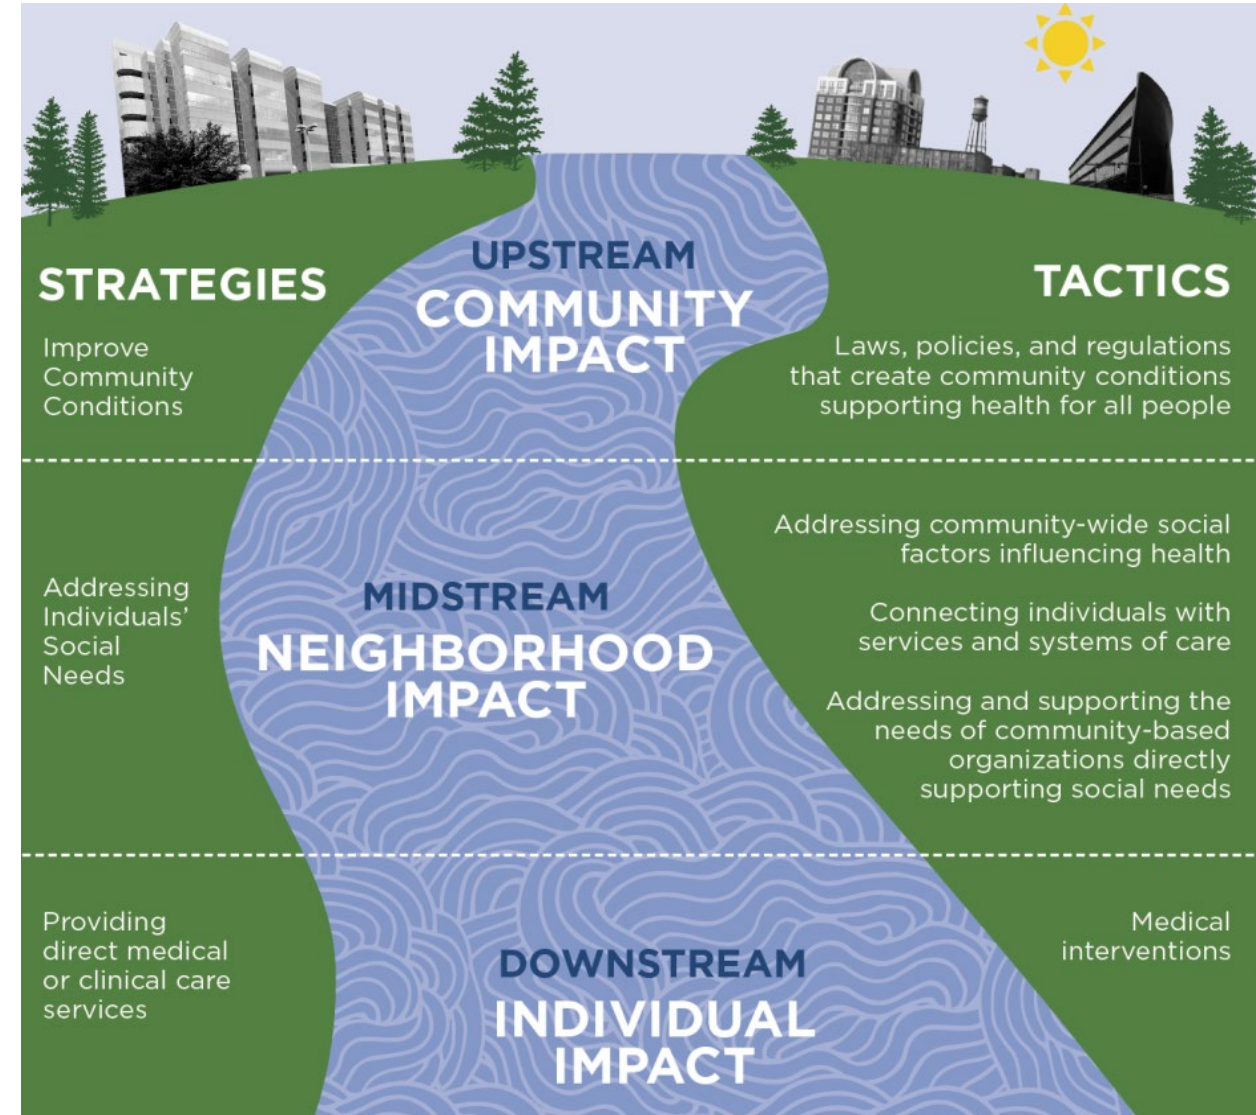 STRATEGIES
Improve
Community
Conditions
UPSTREAM
COMMUNITY
IMPACT
TACTICS
Laws, policies, and regulations
that create community conditions
supporting health for all people
Addressing
Individuals’
Social
Needs
MIDSTREAM
NEIGHBORHOOD
IMPACT
Addressing community-wide social
factors influencing health
Connecting individuals with
services and systems of care
Addressing and supporting the
needs of community-based
organizations directly
supporting social needs
Providing
direct medical
or clinical care
services
DOWNSTREAM
INDIVIDUAL
IMPACT
Medical
interventions